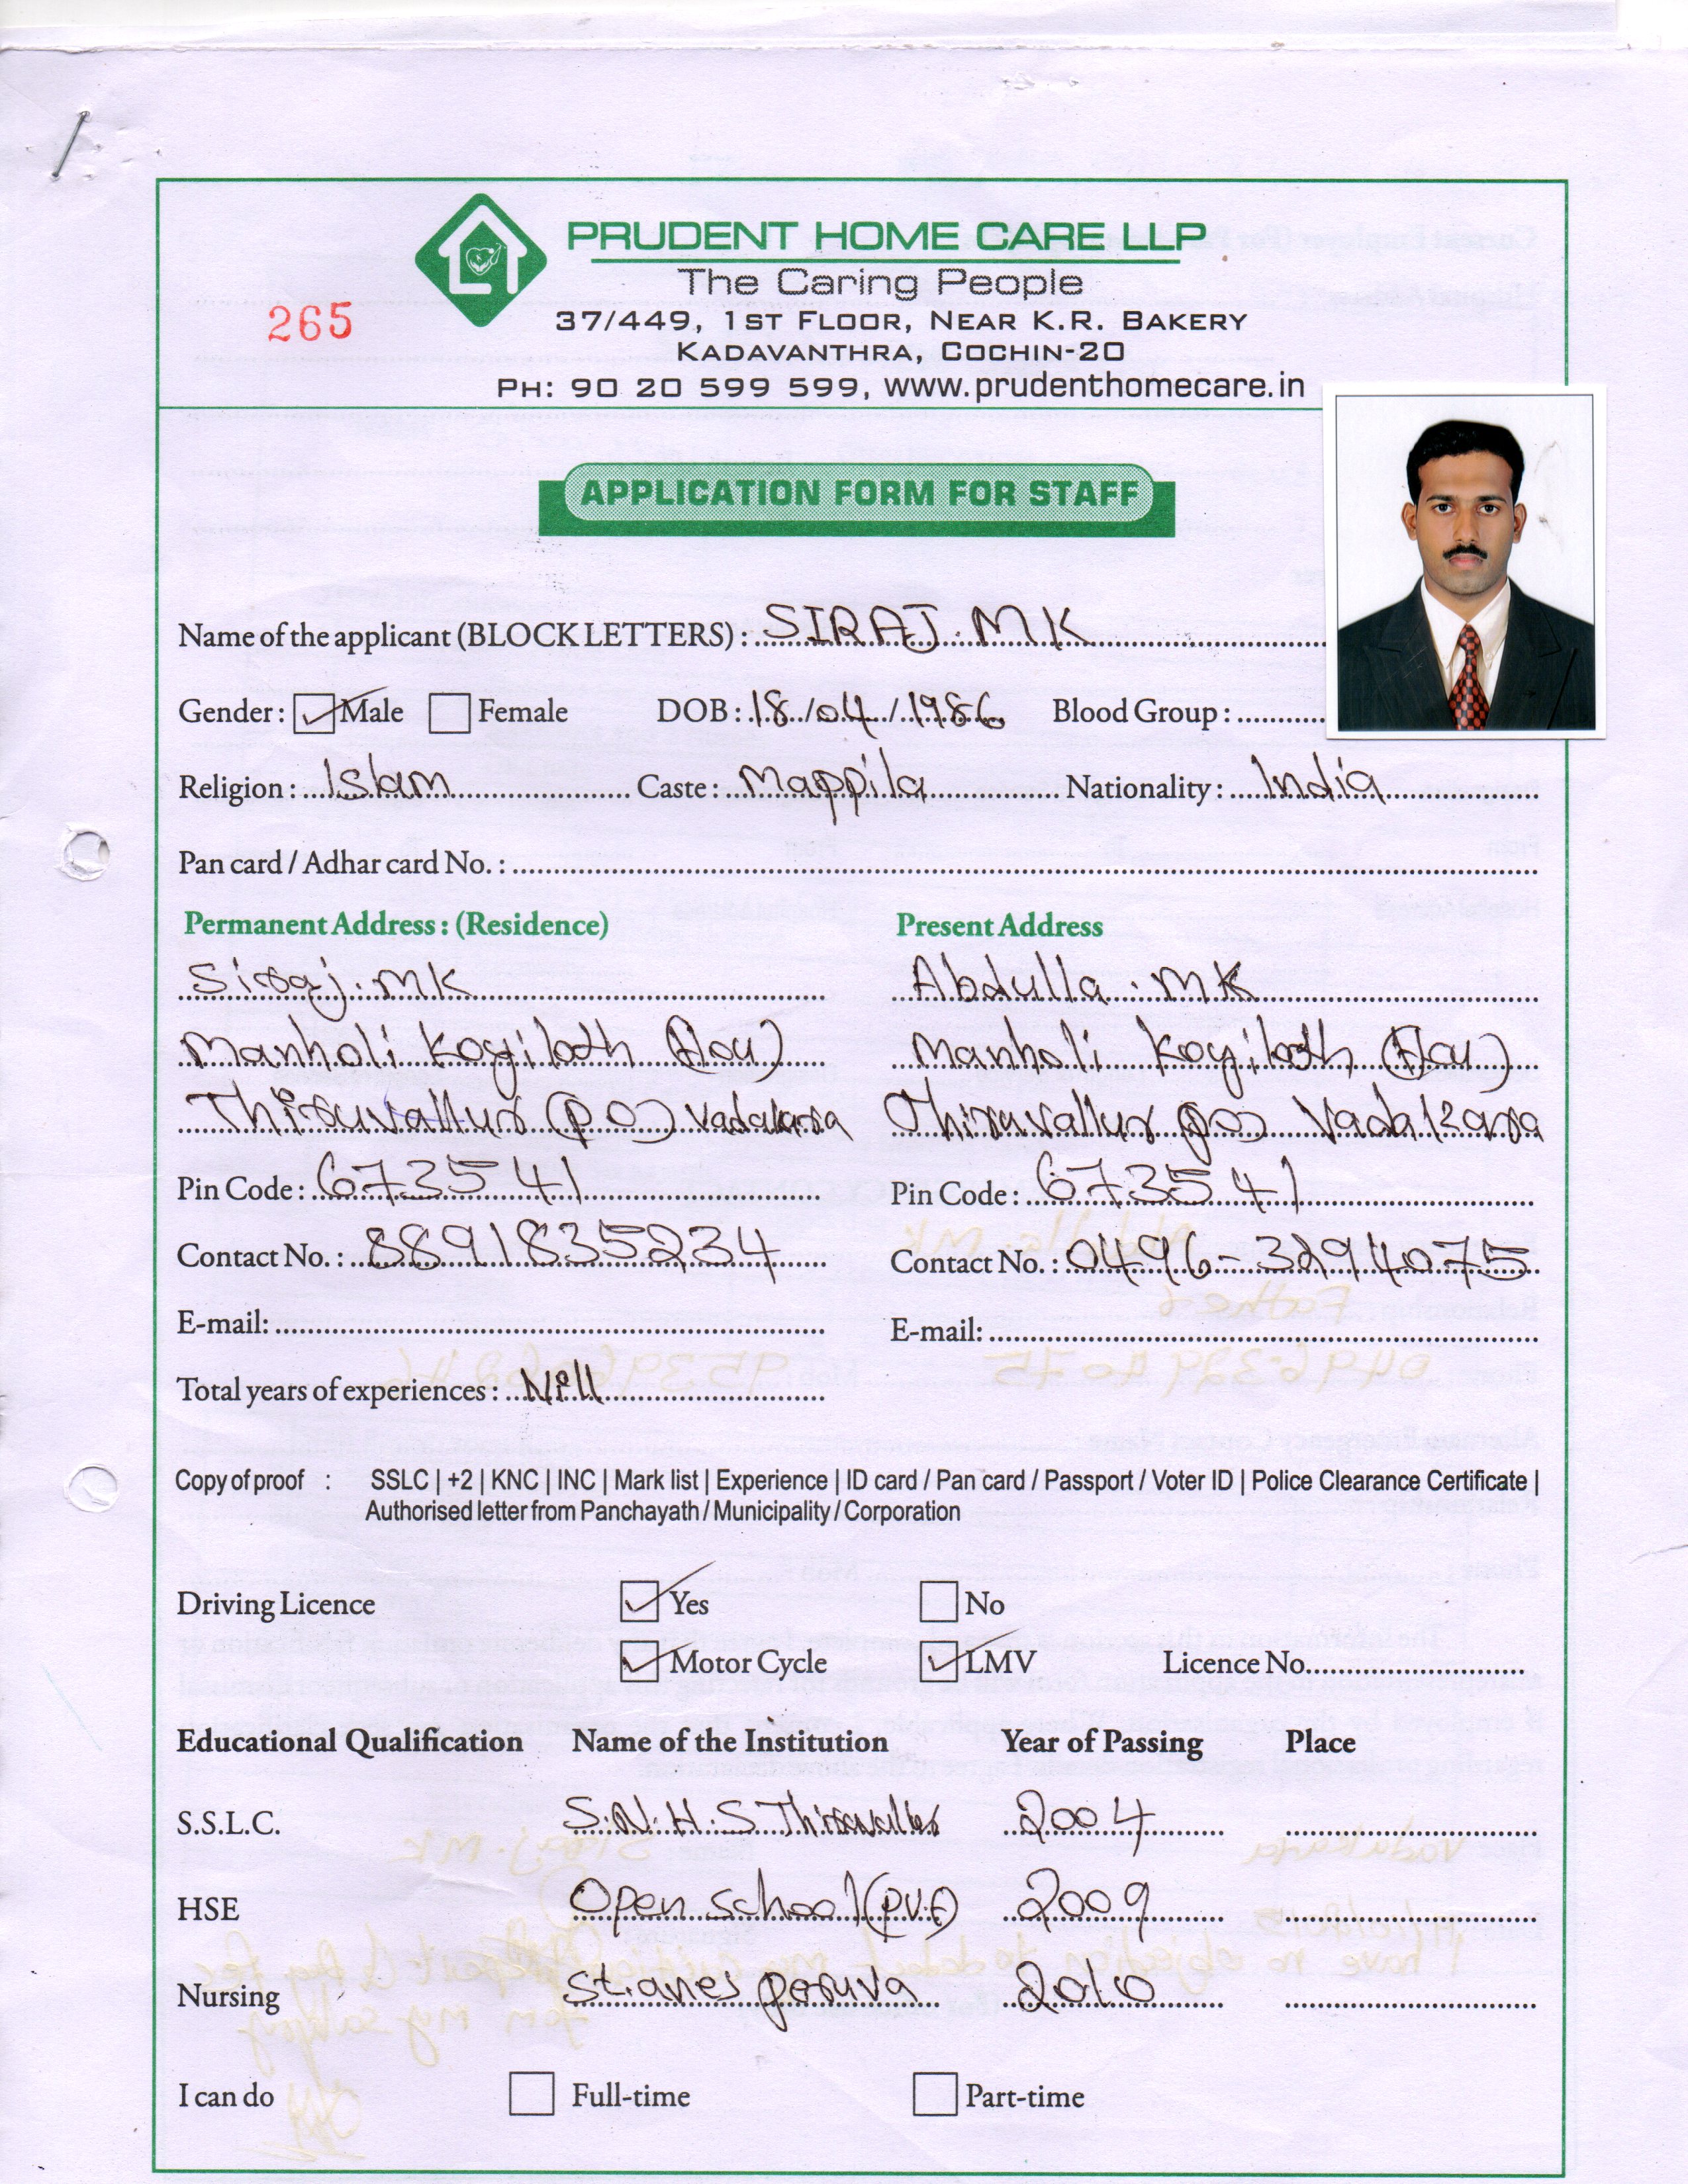 PRUDENT HOME CARE LLP
The Caring People
265
37/449, 1ST FLOOR, NEAR K.R. BAKERY
KADAVANTHRA, COCHIN-20
PH: 90 20 599 599, www.prudenthomecare.in
APPLICATION FORM FOR STAFF
Name of the applicant (BLOCK LETTERS) : SIRAJ. M K
Gender : Male Female DOB : 18/04/1986 Blood Group :
Religion : Islam Caste : Mappila Nationality : India
Pan card / Adhar card No. :
Permanent Address : (Residence) Present Address
Siraj. MK Abdulla . MK
Manholi Koyiloth (Hou) Manholi Koyiloth (Hou)
Thiruvallur (PO) Vadakara Thiruvallur (PO) Vadakara
Pin Code : 673541 Pin Code : 673541
Contact No. : 8891835234 Contact No. : 0496-3294075
E-mail: E-mail:
Total years of experiences : Nill
Copy of proof : SSLC | +2 | KNC | INC | Mark list | Experience | ID card / Pan card / Passport / Voter ID | Police Clearance Certificate |
Authorised letter from Panchayath / Municipality / Corporation
Driving Licence Yes No
Motor Cycle LMV Licence No.
Educational Qualification Name of the Institution Year of Passing Place
S.S.L.C. S.N.H.S Thiruvallur 2004
HSE Open school (pvt) 2009
Nursing St. anes 2010
I can do Full-time Part-time